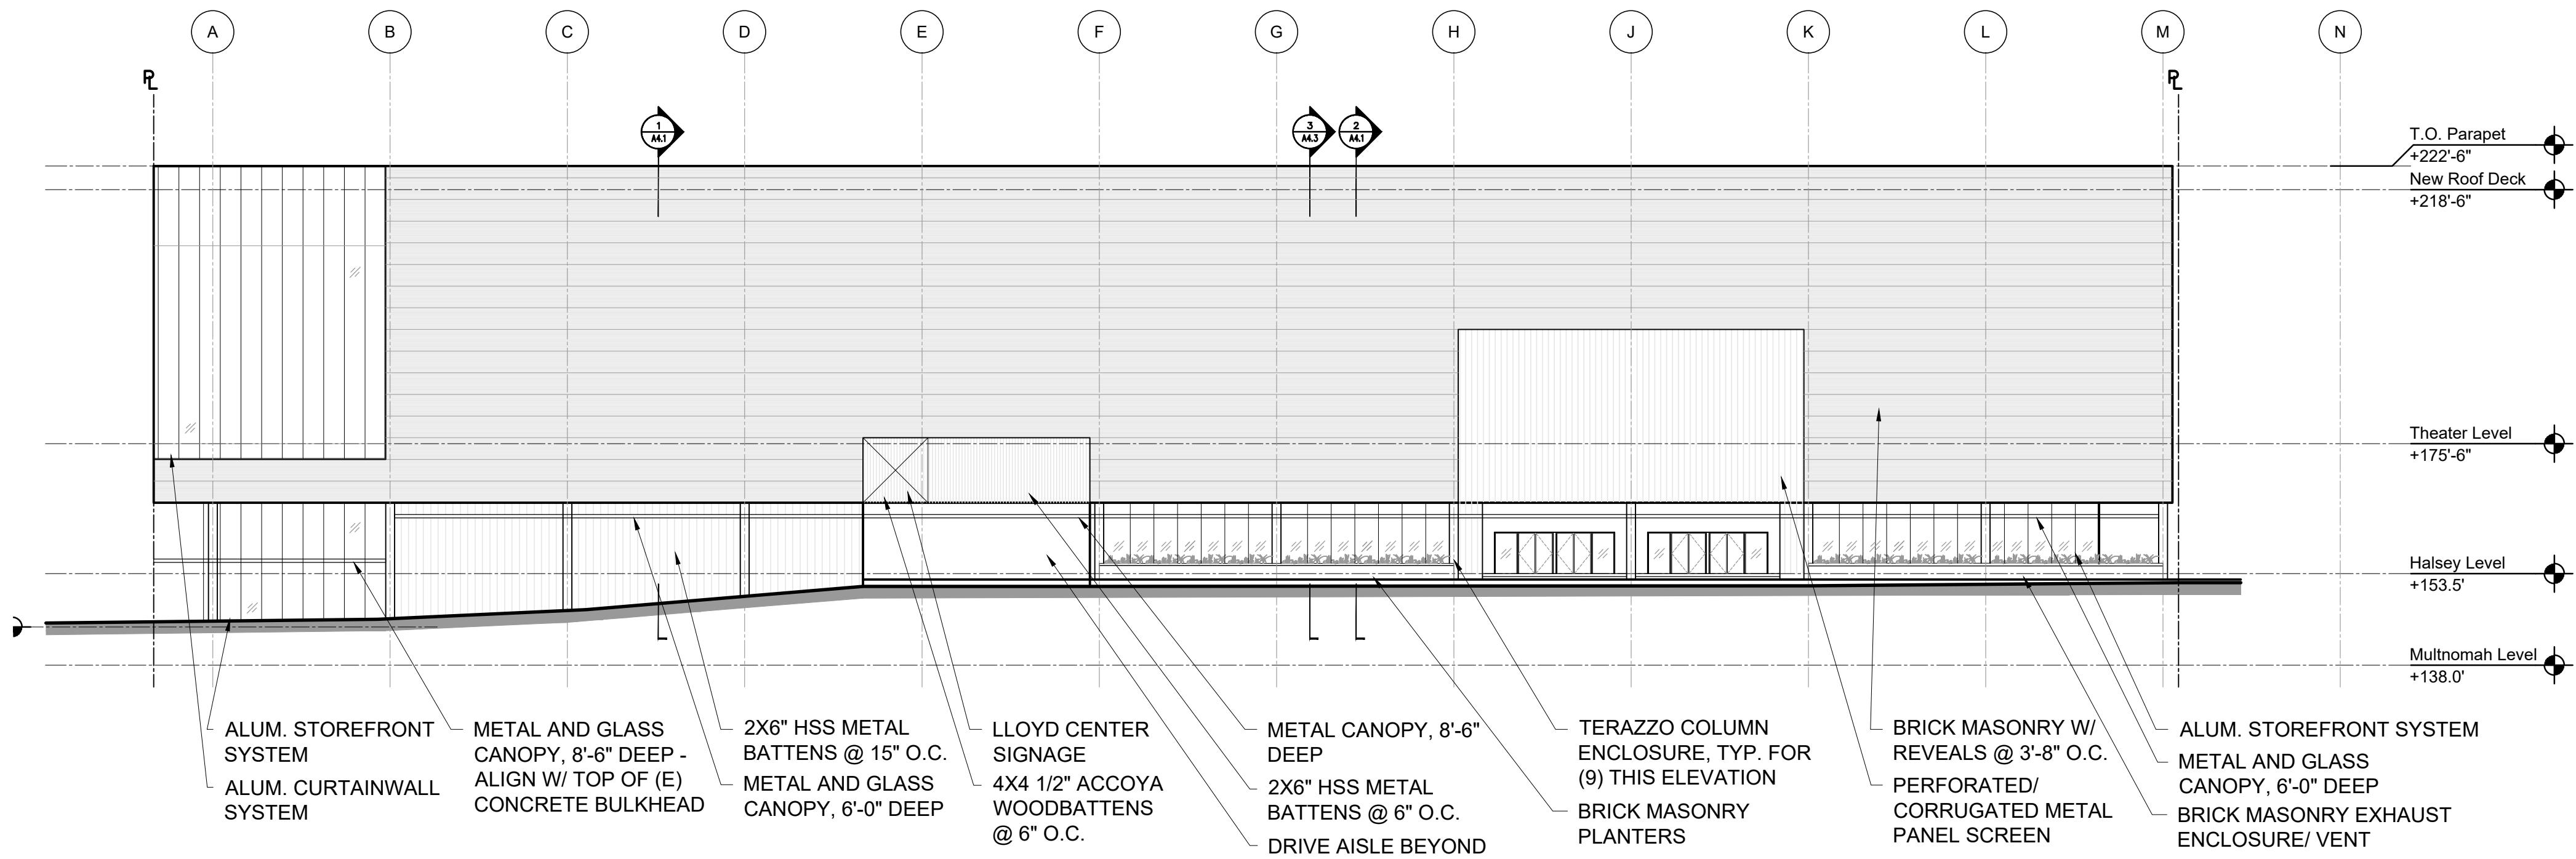 A B C D E F G H J K L M N
PL PL
1 3 2
A4.1 A4.3 A4.1
T.O. Parapet
+222'-6"
New Roof Deck
+218'-6"
Theater Level
+175'-6"
Halsey Level
+153.5'
Multnomah Level
+138.0'
ALUM. STOREFRONT
SYSTEM
ALUM. CURTAINWALL
SYSTEM
METAL AND GLASS
CANOPY, 8'-6" DEEP -
ALIGN W/ TOP OF (E)
CONCRETE BULKHEAD
2X6" HSS METAL
BATTENS @ 15" O.C.
METAL AND GLASS
CANOPY, 6'-0" DEEP
LLOYD CENTER
SIGNAGE
4X4 1/2" ACCOYA
WOODBATTENS
@ 6" O.C.
METAL CANOPY, 8'-6"
DEEP
2X6" HSS METAL
BATTENS @ 6" O.C.
DRIVE AISLE BEYOND
TERAZZO COLUMN
ENCLOSURE, TYP. FOR
(9) THIS ELEVATION
BRICK MASONRY
PLANTERS
BRICK MASONRY W/
REVEALS @ 3'-8" O.C.
PERFORATED/
CORRUGATED METAL
PANEL SCREEN
ALUM. STOREFRONT SYSTEM
METAL AND GLASS
CANOPY, 6'-0" DEEP
BRICK MASONRY EXHAUST
ENCLOSURE/ VENT